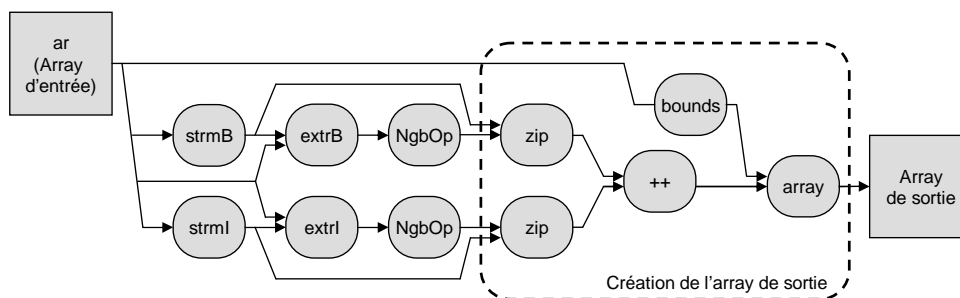 ar
(Array
d'entrée)
bounds
strmB
extrB
NgbOp
zip
++
array
Array
de sortie
strmI
extrI
NgbOp
zip
Création de l'array de sortie